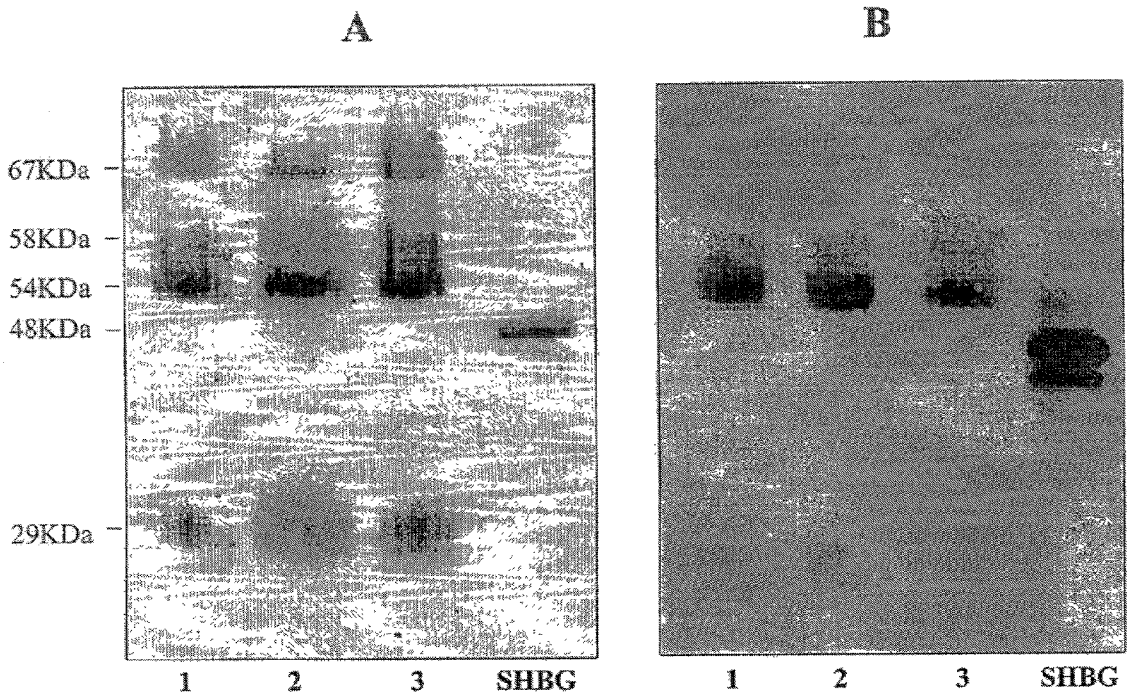 A B
67KDa
58KDa
54KDa
48KDa
29KDa
1 2 3 SHBG 1 2 3 SHBG